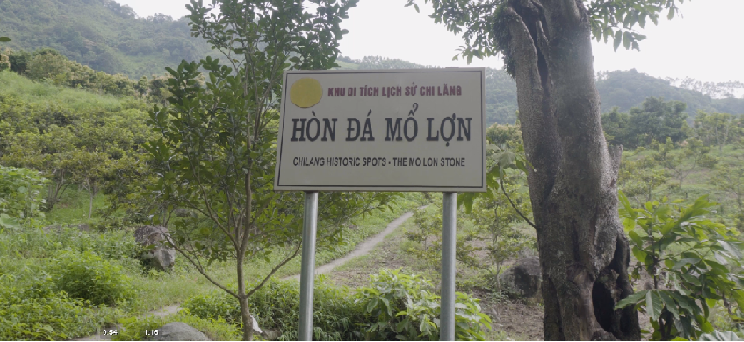 KHU DI TÍCH LỊCH SỬ CHI LĂNG
HÒN ĐÁ MỔ LỢN
CHILANG HISTORIC SPOTS - THE MO LON STONE